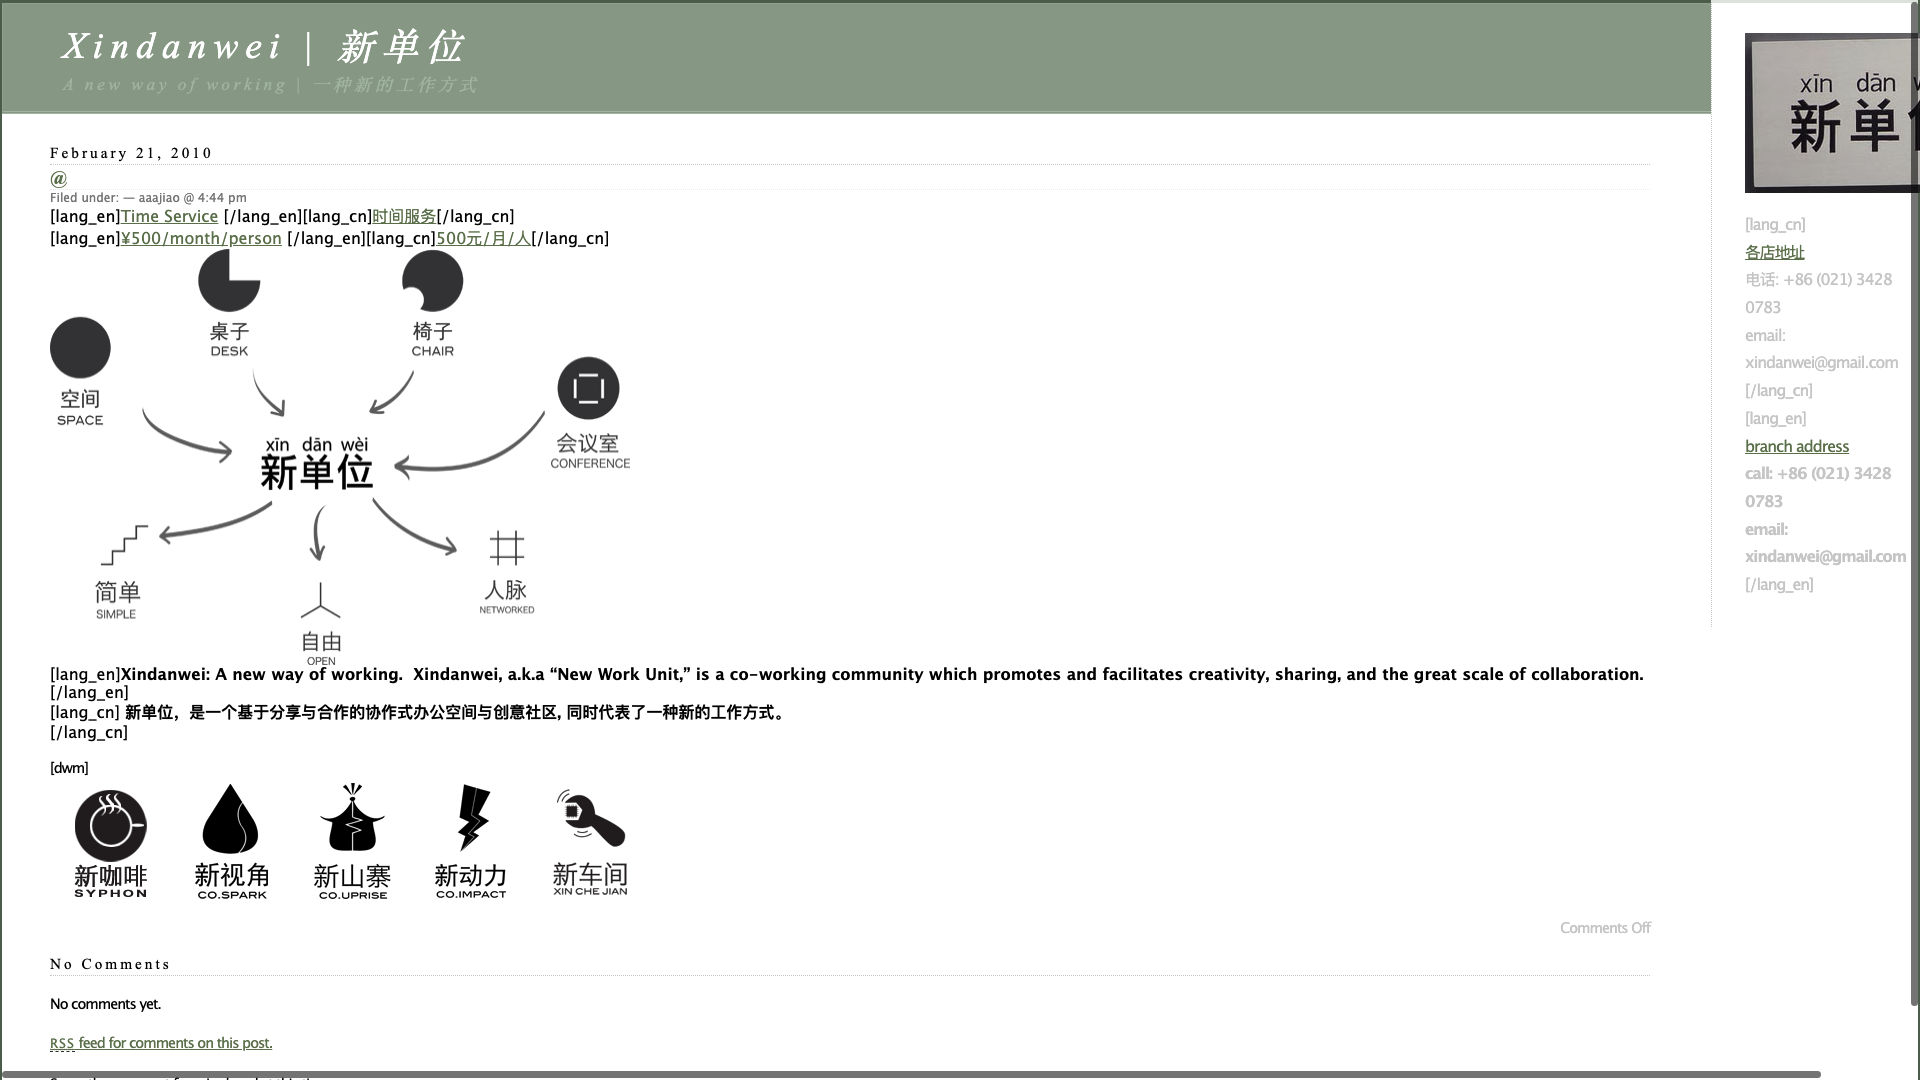 Xindanwei | 新单位
A new way of working | 一种新的工作方式
February 21, 2010
@
Filed under: — aaajiao @ 4:44 pm
[lang_en]Time Service [/lang_en][lang_cn]时间服务[/lang_cn]
[lang_en]¥500/month/person [/lang_en][lang_cn]500元/月/人[/lang_cn]
桌子
DESK
椅子
CHAIR
空间
SPACE
会议室
CONFERENCE
xīn dān wèi
新单位
简单
SIMPLE
人脉
NETWORKED
自由
OPEN
[lang_en]Xindanwei: A new way of working.  Xindanwei, a.k.a “New Work Unit,” is a co-working community which promotes and facilitates creativity, sharing, and the great scale of collaboration.
[/lang_en]
[lang_cn] 新单位，是一个基于分享与合作的协作式办公空间与创意社区, 同时代表了一种新的工作方式。
[/lang_cn]
[dwm]
新咖啡
SYPHON
新视角
CO.SPARK
新山寨
CO.UPRISE
新动力
CO.IMPACT
新车间
XIN CHE JIAN
Comments Off
No Comments
No comments yet.
RSS feed for comments on this post.
xīn dān
新单
[lang_cn]
各店地址
电话: +86 (021) 3428
0783
email:
xindanwei@gmail.com
[/lang_cn]
[lang_en]
branch address
call: +86 (021) 3428
0783
email:
xindanwei@gmail.com
[/lang_en]